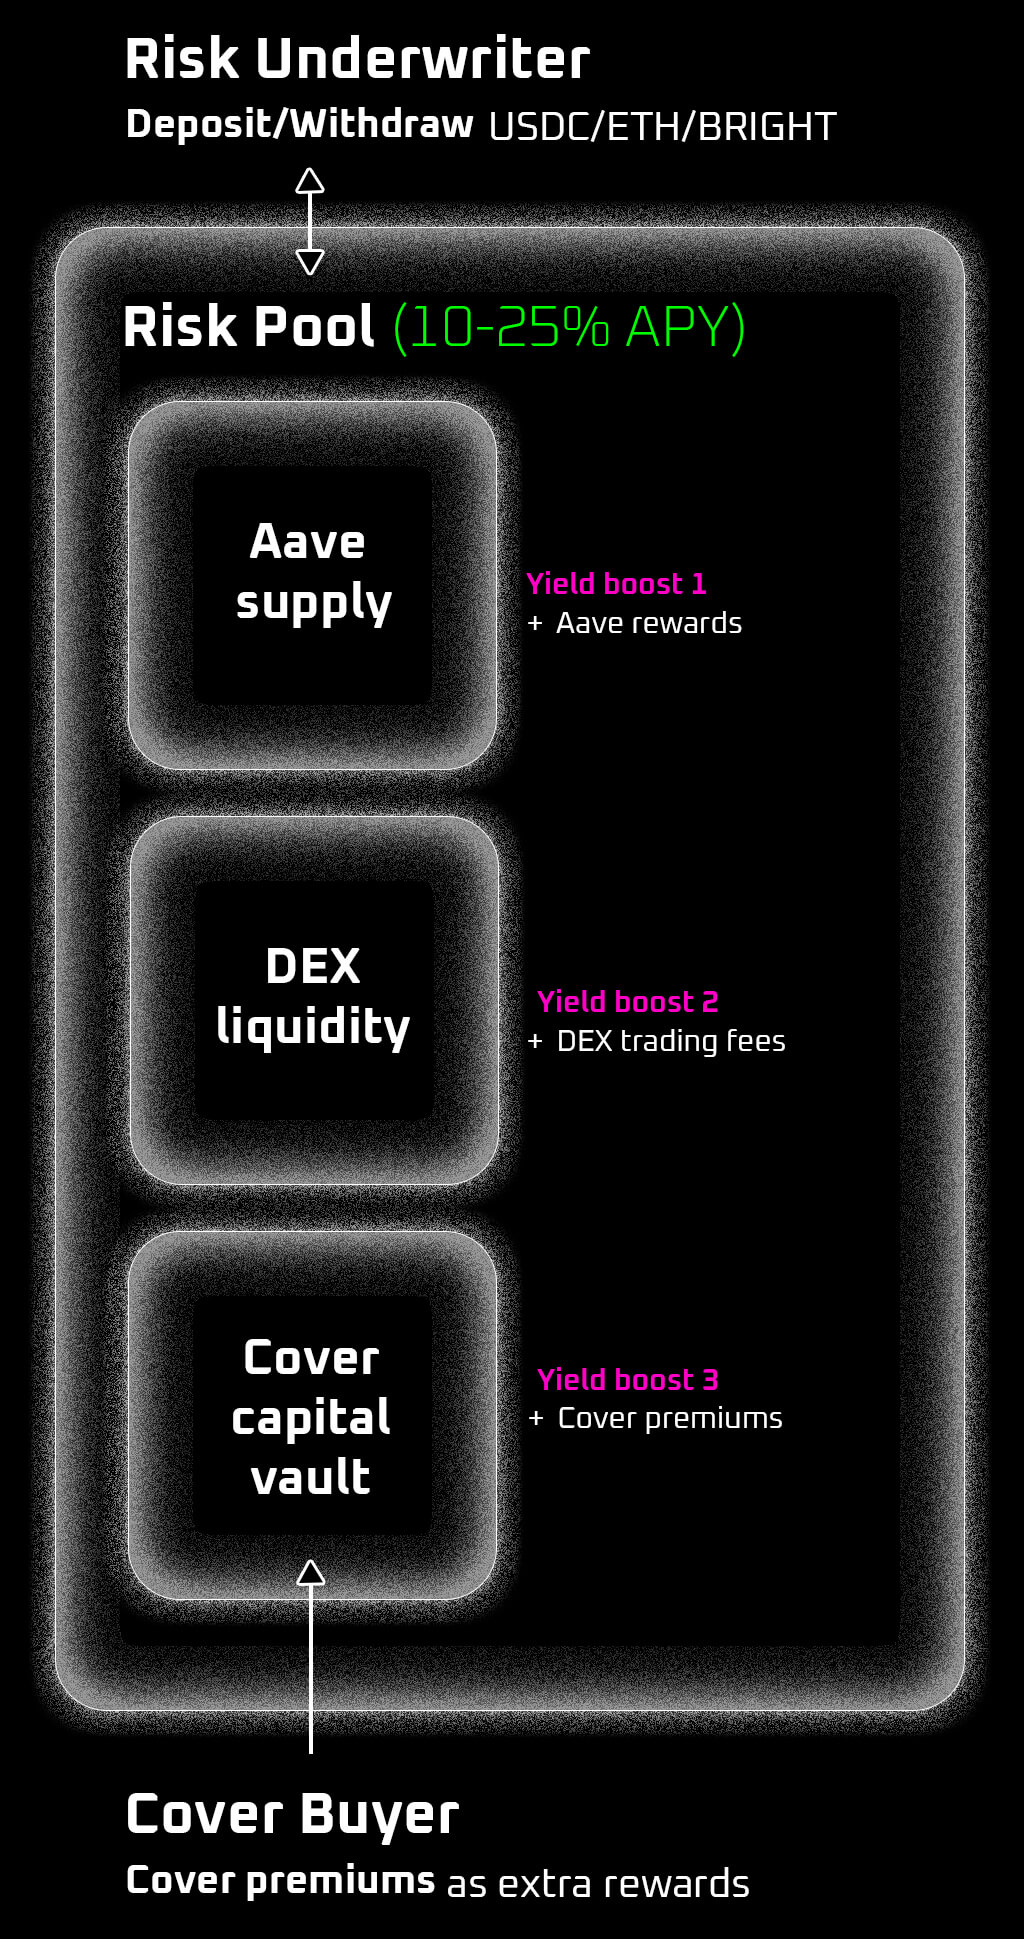 Risk Underwriter
Deposit/Withdraw USDC/ETH/BRIGHT
Risk Pool (10-25% APY)
Aave
supply
Yield boost 1
+ Aave rewards
DEX
liquidity
Yield boost 2
+ DEX trading fees
Cover
capital
vault
Yield boost 3
+ Cover premiums
Cover Buyer
Cover premiums as extra rewards